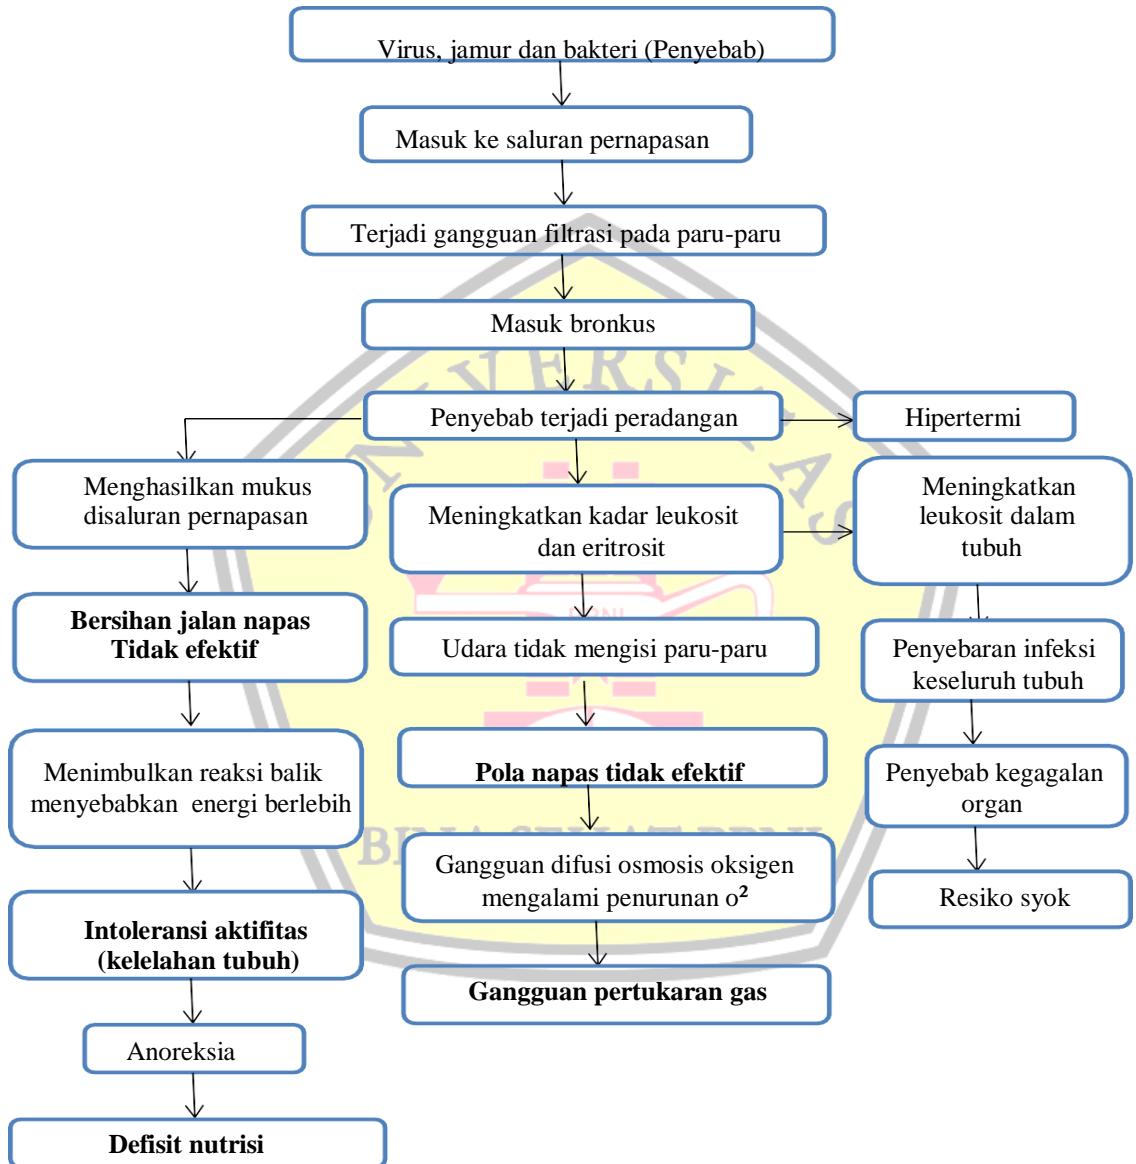 Virus, jamur dan bakteri (Penyebab)
Masuk ke saluran pernapasan
Terjadi gangguan filtrasi pada paru-paru
Masuk bronkus
UNIVERSITAS
Penyebab terjadi peradangan
Hipertermi
Menghasilkan mukus
disaluran pernapasan
Meningkatkan kadar leukosit
dan eritrosit
Meningkatkan
leukosit dalam
tubuh
Bersihan jalan napas
Tidak efektif
Udara tidak mengisi paru-paru
Penyebaran infeksi
keseluruh tubuh
Menimbulkan reaksi balik
menyebabkan energi berlebih
Pola napas tidak efektif
Penyebab kegagalan
organ
Gangguan difusi osmosis oksigen
mengalami penurunan o²
Resiko syok
Intoleransi aktifitas
(kelelahan tubuh)
Gangguan pertukaran gas
Anoreksia
Defisit nutrisi